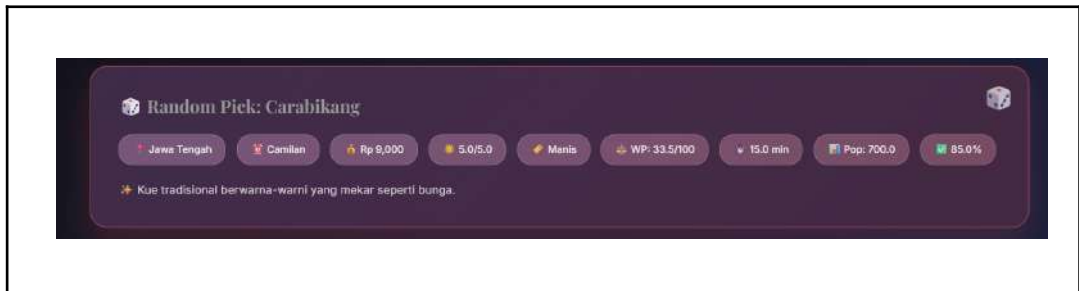 Random Pick: Carabikang
Jawa Tengah Camilan Rp 9,000 5.0/5.0 Manis WP: 33.5/100 15.0 min Pop: 700.0 85.0%
Kue tradisional berwarna-warni yang mekar seperti bunga.